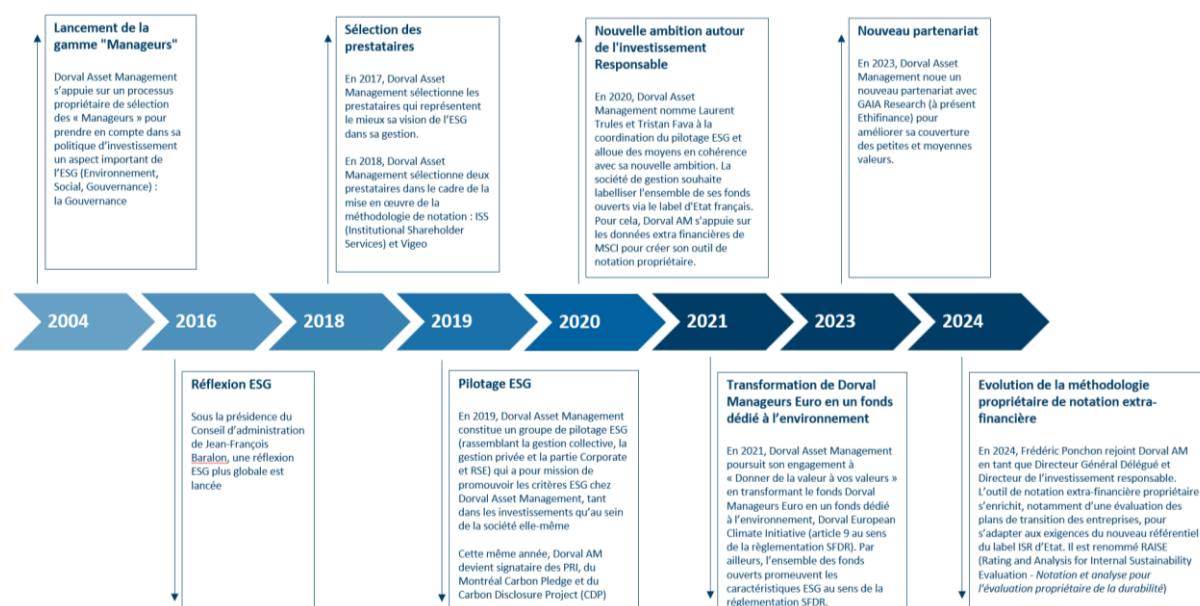 Lancement de la
gamme "Manageurs"
Dorval Asset Management
s'appuie sur un processus
propriétaire de sélection
des « Manageurs » pour
prendre en compte dans sa
politique d'investissement
un aspect important de
l'ESG (Environnement,
Social, Gouvernance) :
la Gouvernance
Sélection des
prestataires
En 2017, Dorval Asset
Management sélectionne les
prestataires qui représentent
le mieux sa vision de l'ESG
dans sa gestion.
En 2018, Dorval Asset
Management sélectionne deux
prestataires dans le cadre de la
mise en œuvre de la
méthodologie de notation : ISS
(Institutional Shareholder
Services) et Vigeo
Nouvelle ambition autour
de l'investissement
Responsable
En 2020, Dorval Asset
Management nomme Laurent
Trules et Tristan Fava à la
coordination du pilotage ESG et
alloue des moyens en cohérence
avec sa nouvelle ambition. La
société de gestion souhaite
labelliser l'ensemble de ses fonds
ouverts via le label d'Etat français.
Pour cela, Dorval AM s'appuie sur
les données extra financières de
MSCI pour créer son outil de
notation propriétaire.
Nouveau partenariat
En 2023, Dorval Asset
Management noue un
nouveau partenariat avec
GAIA Research (à présent
Ethifinance) pour
améliorer sa couverture
des petites et moyennes
valeurs.
2004
2016
2018
2019
2020
2021
2023
2024
Réflexion ESG
Sous la présidence du
Conseil d'administration
de Jean-François
Baralon, une réflexion
ESG plus globale est
lancée
Pilotage ESG
En 2019, Dorval Asset Management
constitue un groupe de pilotage ESG
(rassemblant la gestion collective, la
gestion privée et la partie Corporate
et RSE) qui a pour mission de
promouvoir les critères ESG chez
Dorval Asset Management, tant
dans les investissements qu'au sein
de la société elle-même
Cette même année, Dorval AM
devient signataire des PRI, du
Montréal Carbon Pledge et du
Carbon Disclosure Project (CDP)
Transformation de Dorval
Manageurs Euro en un fonds
dédié à l'environnement
En 2021, Dorval Asset Management
poursuit son engagement à
« Donner de la valeur à vos valeurs »
en transformant le fonds Dorval
Manageurs Euro en un fonds dédié
à l'environnement, Dorval European
Climate Initiative (article 9 au sens
de la règlementation SFDR). Par
ailleurs, l'ensemble des fonds
ouverts promeuvent les
caractéristiques ESG au sens de la
réglementation SFDR.
Evolution de la méthodologie
propriétaire de notation extra-
financière
En 2024, Frédéric Ponchon rejoint Dorval AM
en tant que Directeur Général Délégué et
Directeur de l'investissement responsable.
L'outil de notation extra-financière propriétaire
s'enrichit, notamment d'une évaluation des
plans de transition des entreprises, pour
s'adapter aux exigences du nouveau référentiel
du label ISR d'Etat. Il est renommé RAISE
(Rating and Analysis for Internal Sustainability
Evaluation - Notation et analyse pour
l'évaluation propriétaire de la durabilité)